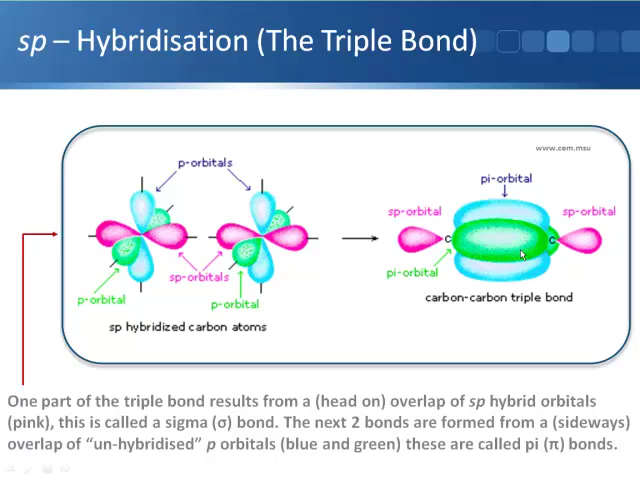 sp – Hybridisation (The Triple Bond)
www.cem.msu
p-orbitals
pi-orbital
sp-orbital
sp-orbital
C
C
sp-orbitals
pi-orbital
p-orbital
p-orbital
carbon-carbon triple bond
sp hybridized carbon atoms
One part of the triple bond results from a (head on) overlap of sp hybrid orbitals
(pink), this is called a sigma (σ) bond. The next 2 bonds are formed from a (sideways)
overlap of “un-hybridised” p orbitals (blue and green) these are called pi (π) bonds.